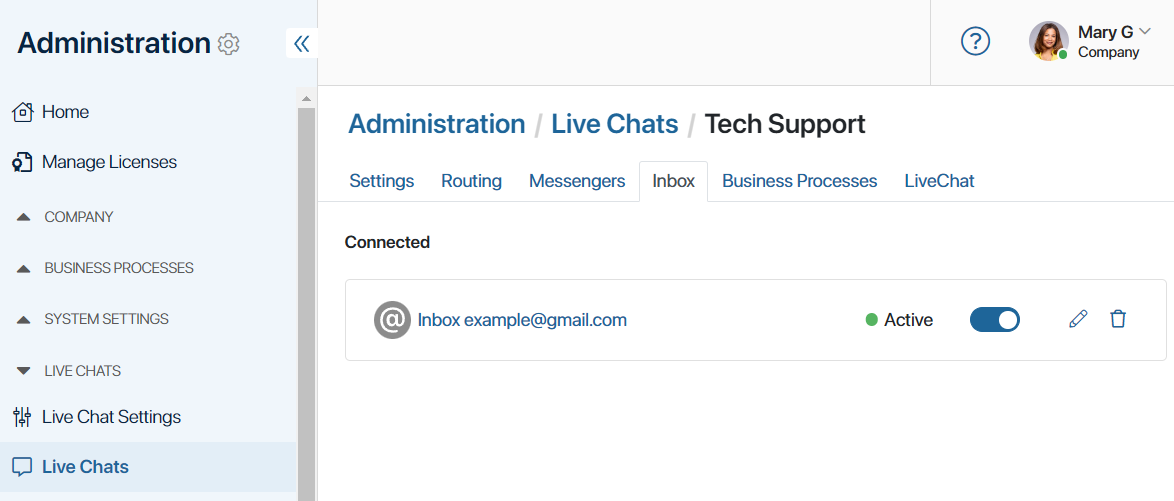 Administration
Home
Manage Licenses
COMPANY
BUSINESS PROCESSES
SYSTEM SETTINGS
LIVE CHATS
Live Chat Settings
Live Chats
?
Mary G
Company
Administration / Live Chats / Tech Support
Settings Routing Messengers Inbox Business Processes LiveChat
Connected
@ Inbox example@gmail.com Active